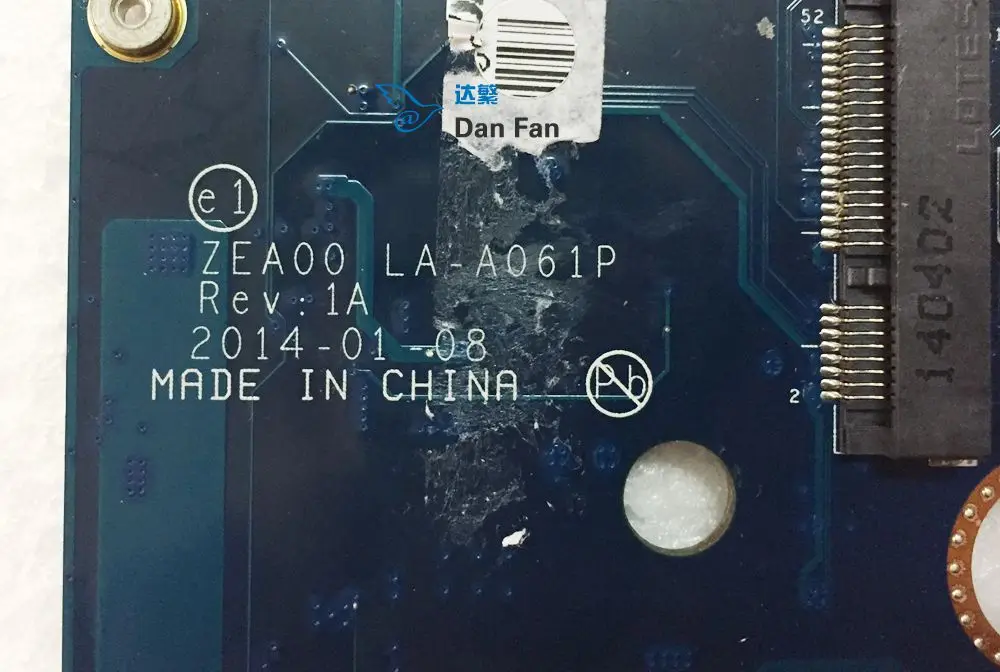 52
LOTES
达繁
@
Dan Fan
e1
ZEA00 LA-A061P
Rev:1A
2014-01-08
MADE IN CHINA
Pb
140402
2